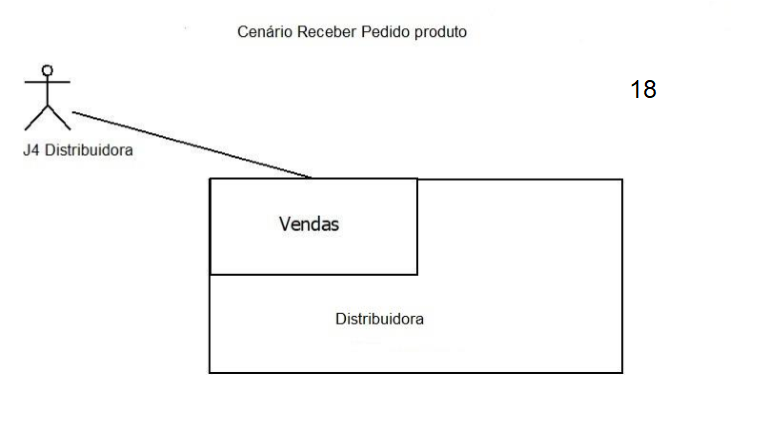 Cenário Receber Pedido produto
18
J4 Distribuidora
Vendas
Distribuidora